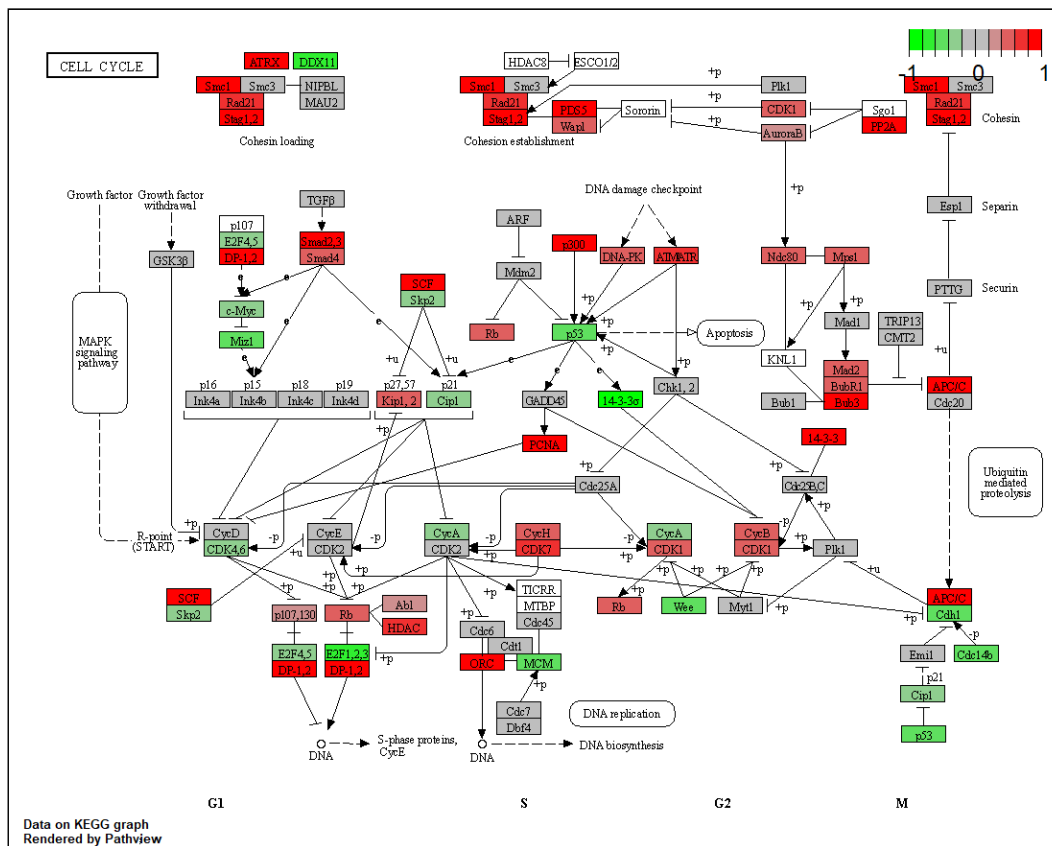 CELL CYCLE
ATRX
DDX11
Smc1
Smc3
NIPBL
Rad21
MAU2
Stag1,2
Cohesin loading
HDAC8
ESCO1/2
Smc1
Smc3
+p
Plk1
Rad21
Stag1,2
PDS5
Wapl
Sororin
+p
CDK1
+p
AuroraB
Sgo1
PP2A
Cohesion establishment
-1
0
1
Smc1
Smc3
Rad21
Stag1,2
Cohesin
Growth factor
Growth factor
withdrawal
TGFβ
DNA damage checkpoint
+p
Esp1
Separin
p107
E2F4,5
DP-1,2
GSK3β
Smad2,3
Smad4
ARF
p300
DNA-PK
ATM/ATR
Ndc80
Mps1
PTTG
Securin
e
e
c-Myc
Miz1
SCF
Skp2
Mdm2
+p
+p
Mad1
TRIP13
CMT2
MAPK
signaling
pathway
e
e
Rb
p53
+p
+p
Apoptosis
KNL1
+u
+u
+u
e
e
e
Mad2
BubR1
Bub3
Bub1
APC/C
Cdc20
p16
p15
p18
p19
p27,57
p21
Ink4a
Ink4b
Ink4c
Ink4d
Kip1, 2
Cip1
GADD45
14-3-3σ
Chk1, 2
+p
PCNA
14-3-3
+p
+p
Cdc25A
Cdc25B,C
Ubiquitin
mediated
proteolysis
R-point
(START)
+p
CycD
CDK4,6
-p
CycE
CDK2
-p
CycA
CDK2
-p
+p
CycH
CDK7
+p
CycA
CDK1
CycB
CDK1
-p
+p
+p
Plk1
+u
+u
+p
+p
+p
+p
+p
+p
+p
+p
SCF
Skp2
p107,130
Rb
Abl
HDAC
TICRR
MTBP
Cdc45
Rb
Wee
Myt1
APC/C
Cdh1
-p
E2F4,5
DP-1,2
E2F1,2,3
DP-1,2
+p
Cdc6
Cdt1
ORC
MCM
+p
Emi1
Cdc14b
p21
Cip1
Cdc7
Dbf4
DNA replication
p53
DNA
S-phase proteins,
CycE
DNA
DNA biosynthesis
G1
S
G2
M
Data on KEGG graph
Rendered by Pathview